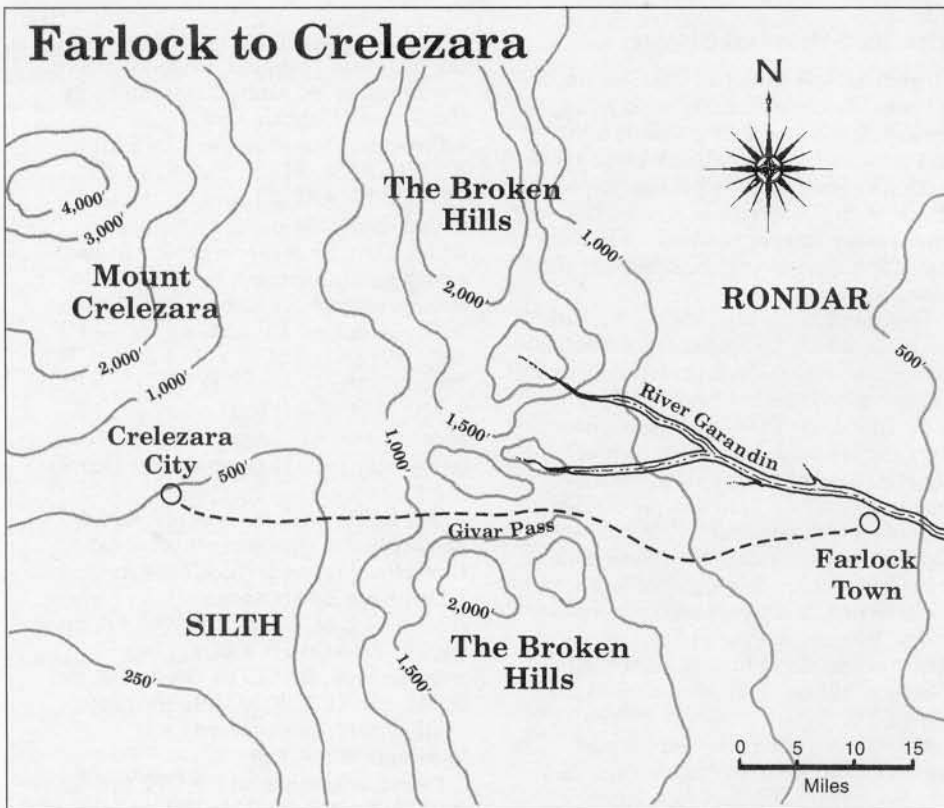 Farlock to Crelezara
N
The Broken
Hills
4,000'
3,000'
1,000'
Mount
Crelezara
2,000'
RONDAR
2,000'
500'
1,000'
River Garandin
1,500'
Crelezara
City
1,000'
500'
Givar Pass
Farlock
Town
2,000'
SILTH
The Broken
Hills
1,500'
250'
0 5 10 15
Miles